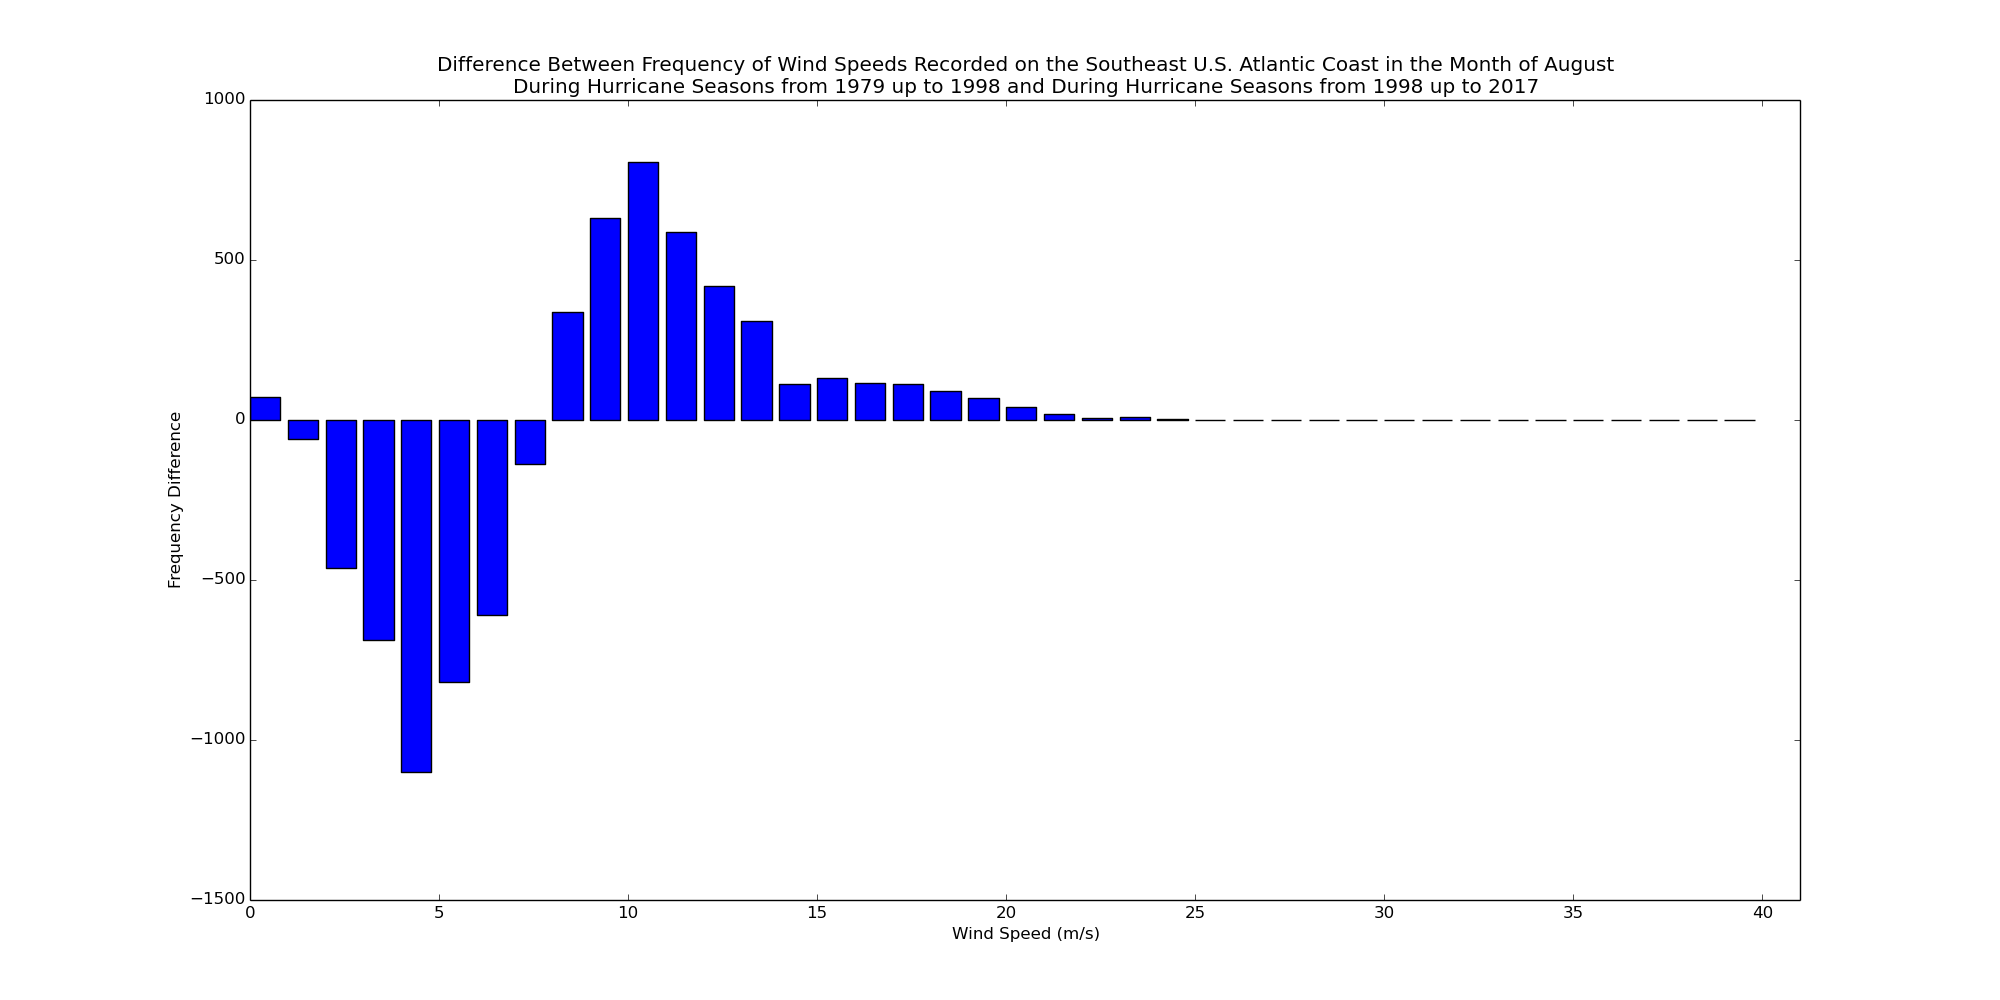 Difference Between Frequency of Wind Speeds Recorded on the Southeast U.S. Atlantic Coast in the Month of August
During Hurricane Seasons from 1979 up to 1998 and During Hurricane Seasons from 1998 up to 2017
1000
500
0
−500
−1000
−1500
Frequency Difference
0 5 10 15 20 25 30 35 40
Wind Speed (m/s)